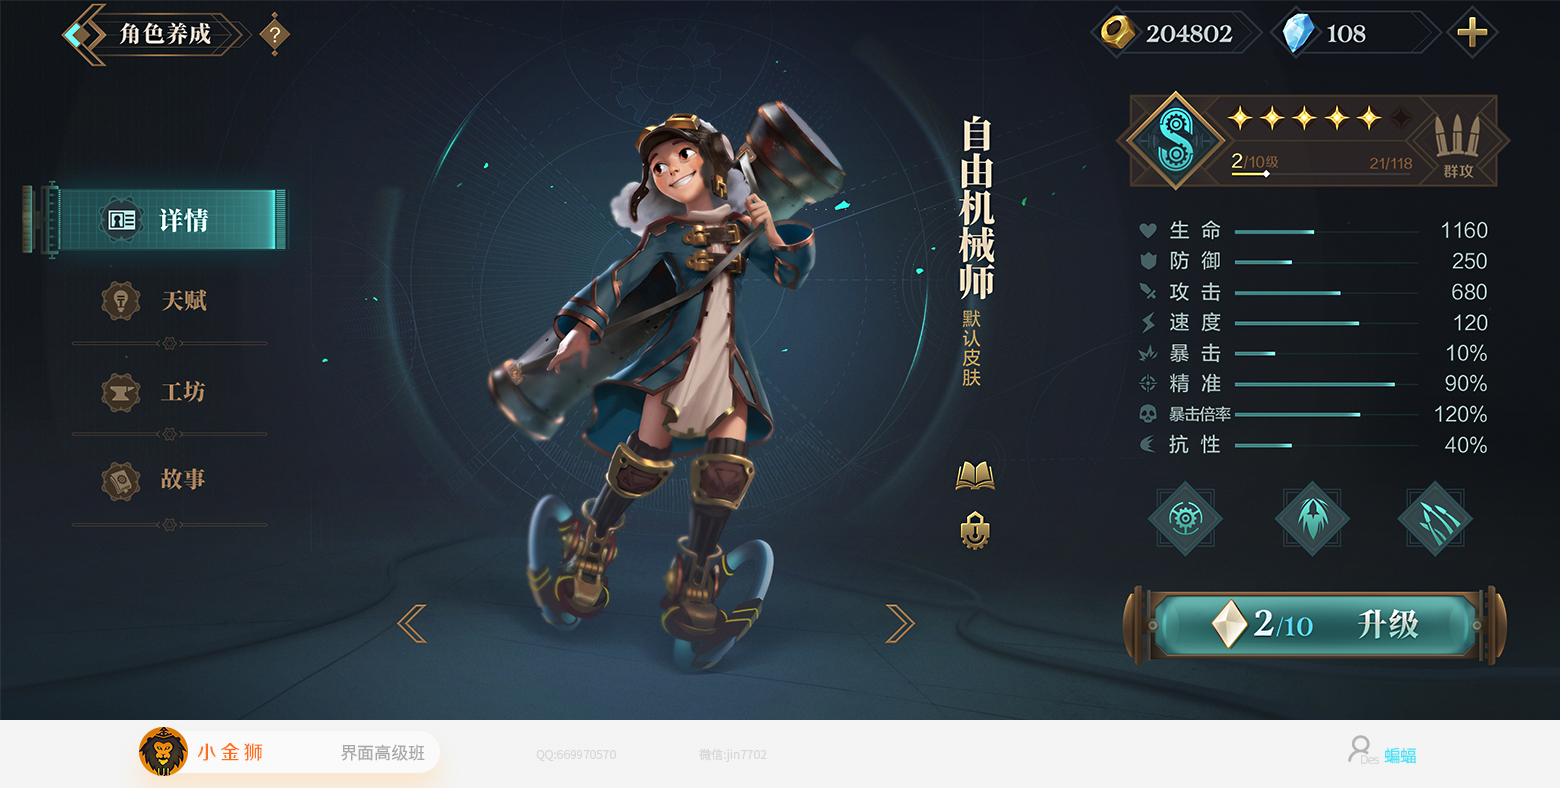 角色养成
?
204802
108
详情
天赋
工坊
故事
自由机械师
默认皮肤
S
2/10级
21/118
群攻
生命 1160
防御 250
攻击 680
速度 120
暴击 10%
精准 90%
暴击倍率 120%
抗性 40%
2/10 升级
小金狮
界面高级班
QQ:669970570
微信:jin7702
Des 蝙蝠